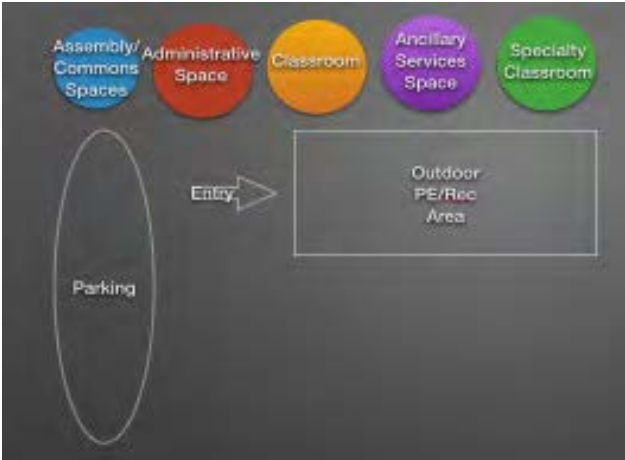 Assembly/
Commons
Spaces
Administrative
Space
Classroom
Ancillary
Services
Space
Specialty
Classroom
Entry
Outdoor
PE/Rec
Area
Parking